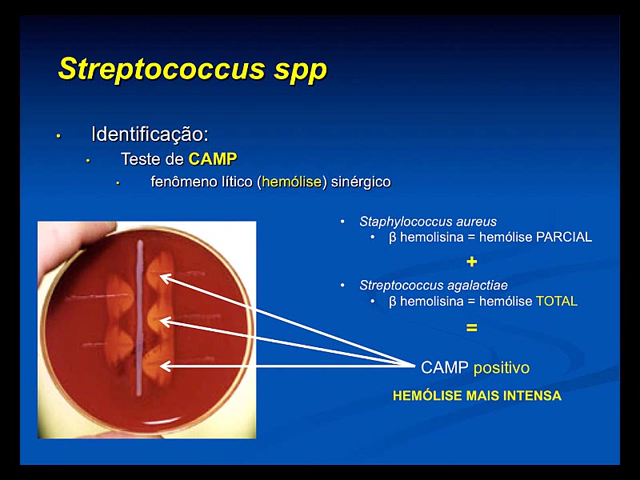 Streptococcus spp
• Identificação:
• Teste de CAMP
• fenômeno lítico (hemólise) sinérgico
• Staphylococcus aureus
• β hemolisina = hemólise PARCIAL
+
• Streptococcus agalactiae
• β hemolisina = hemólise TOTAL
=
CAMP positivo
HEMÓLISE MAIS INTENSA